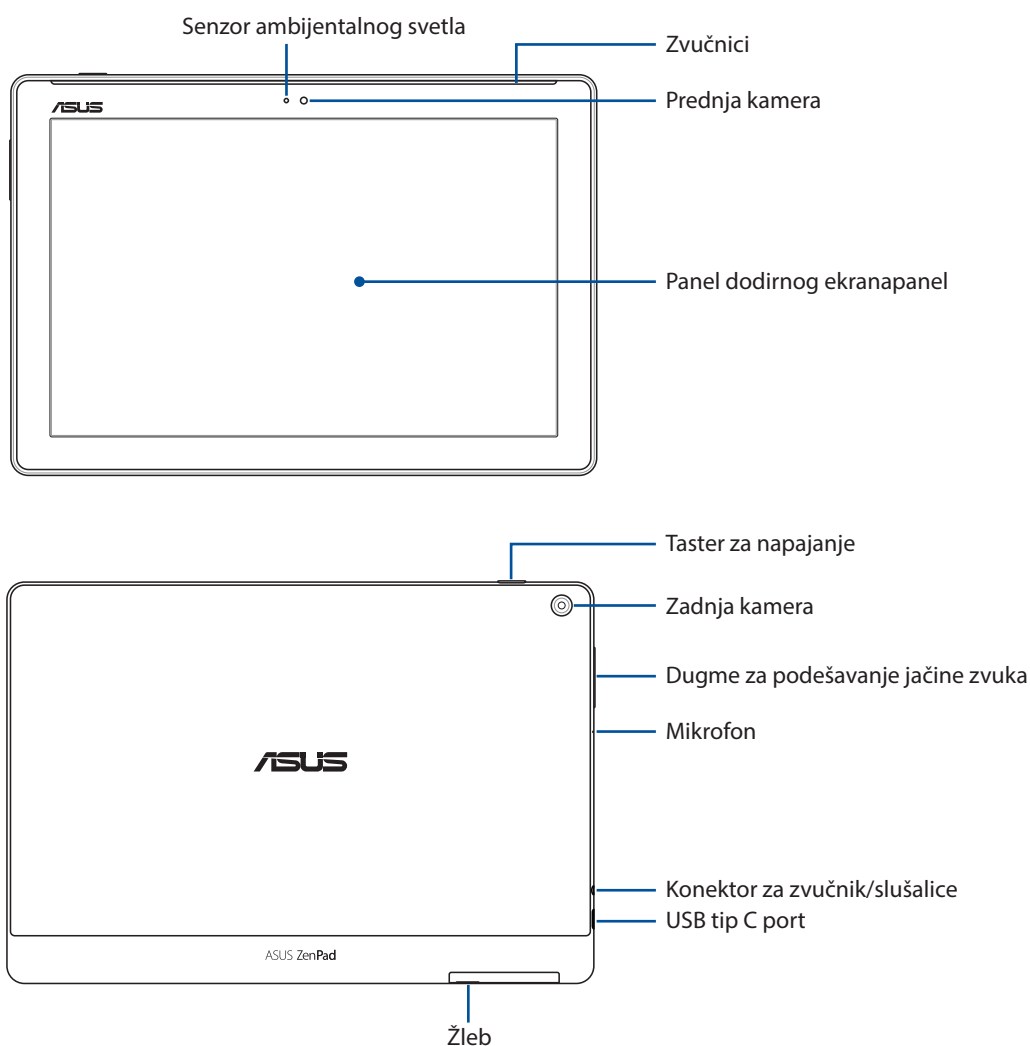 Senzor ambijentalnog svetla
Zvučnici
Prednja kamera
ASUS
Panel dodirnog ekranapanel
Taster za napajanje
Zadnja kamera
Dugme za podešavanje jačine zvuka
Mikrofon
ASUS
Konektor za zvučnik/slušalice
USB tip C port
ASUS ZenPad
Žleb